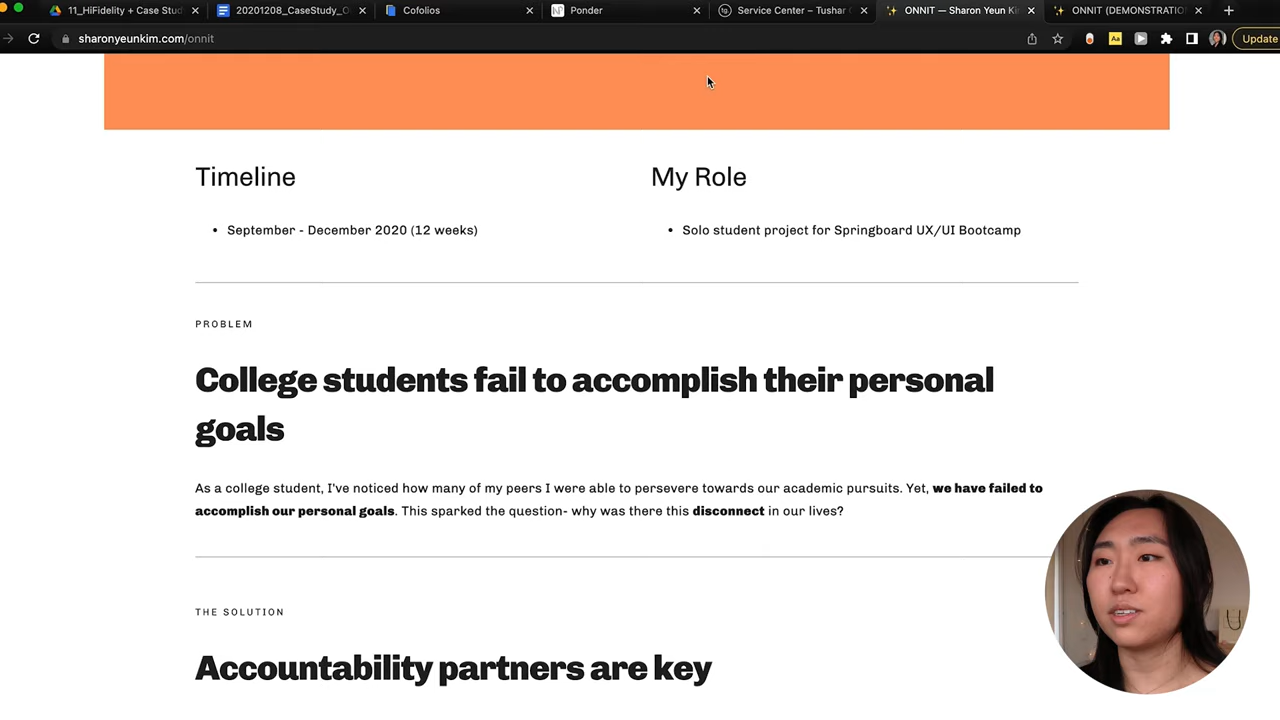 11_HiFidelity + Case Stud
20201208_CaseStudy_O
Cofolios
Ponder
Service Center – Tushar
ONNIT — Sharon Yeun Ki
ONNIT (DEMONSTRATIO
sharonyeunkim.com/onnit
Aa
Update
Timeline
My Role
• September - December 2020 (12 weeks)
• Solo student project for Springboard UX/UI Bootcamp
PROBLEM
College students fail to accomplish their personal
goals
As a college student, I've noticed how many of my peers I were able to persevere towards our academic pursuits. Yet, we have failed to
accomplish our personal goals. This sparked the question- why was there this disconnect in our lives?
THE SOLUTION
Accountability partners are key